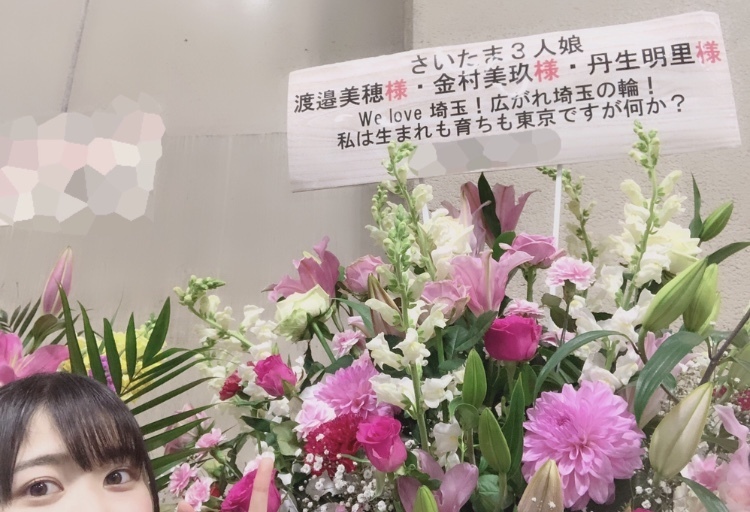 さいたま３人娘
渡邉美穂様・金村美玖様・丹生明里様
We love 埼玉！広がれ埼玉の輪！
私は生まれも育ちも東京ですが何か？